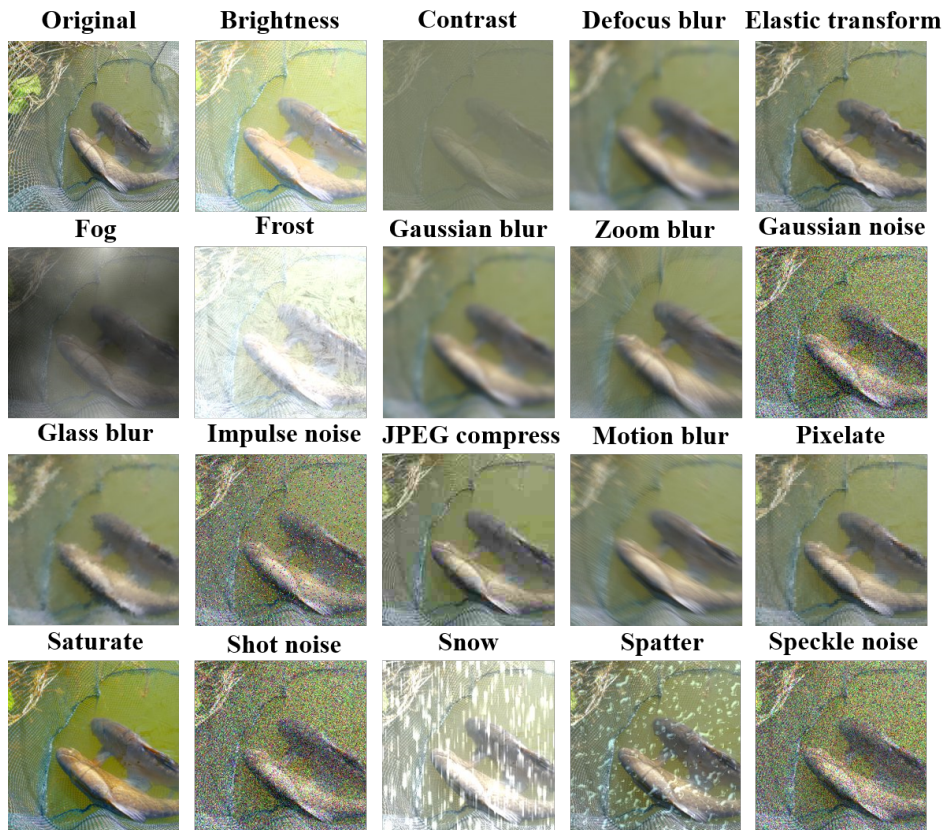 Original Brightness Contrast Defocus blur Elastic transform
Fog Frost Gaussian blur Zoom blur Gaussian noise
Glass blur Impulse noise JPEG compress Motion blur Pixelate
Saturate Shot noise Snow Spatter Speckle noise